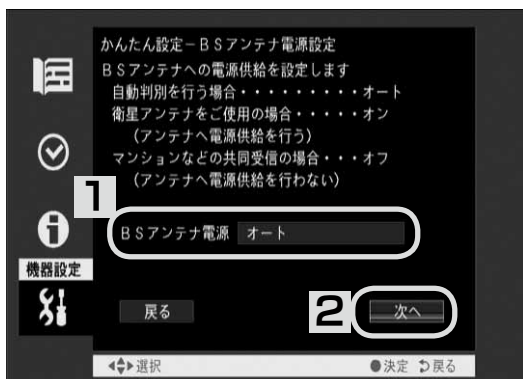 かんたん設定－ＢＳアンテナ電源設定
ＢＳアンテナへの電源供給を設定します
自動判別を行う場合・・・・・・・・・オート
衛星アンテナをご使用の場合・・・・・オン
（アンテナへ電源供給を行う）
マンションなどの共同受信の場合・・・オフ
（アンテナへ電源供給を行わない）
1
ＢＳアンテナ電源 オート
機器設定
戻る 2 次へ
選択 ●決定 戻る